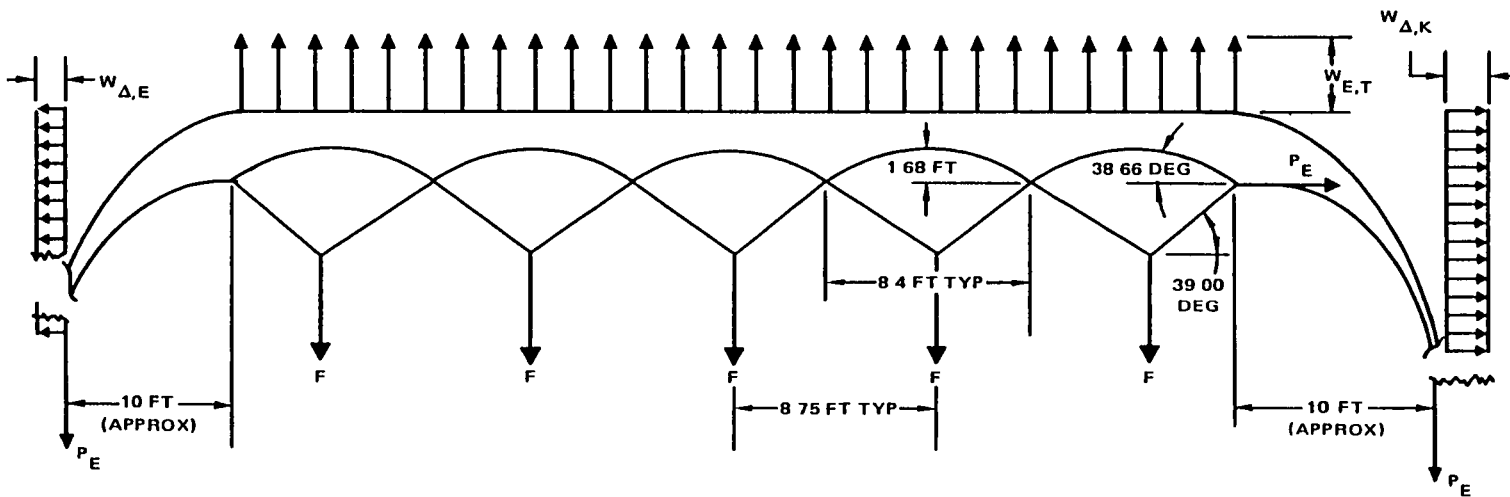 W Δ,E
W E,T
W Δ,K
1 68 FT
38 66 DEG
P E
8 4 FT TYP
39 00
DEG
F
F
F
F
F
8 75 FT TYP
10 FT
(APPROX)
10 FT
(APPROX)
P E
P E